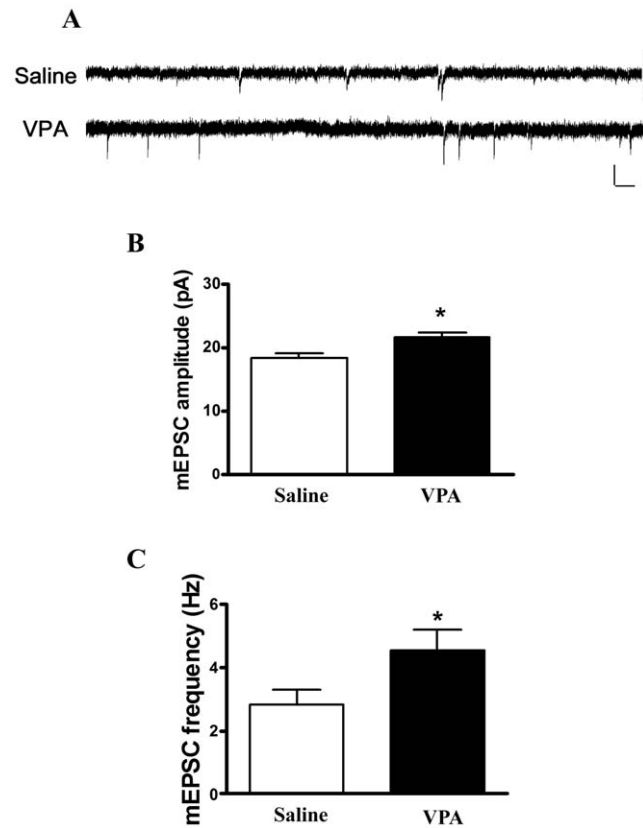 A
Saline
VPA
B
mEPSC amplitude (pA)
30
20
10
0
*
Saline
VPA
C
mEPSC frequency (Hz)
6
4
2
0
*
Saline
VPA